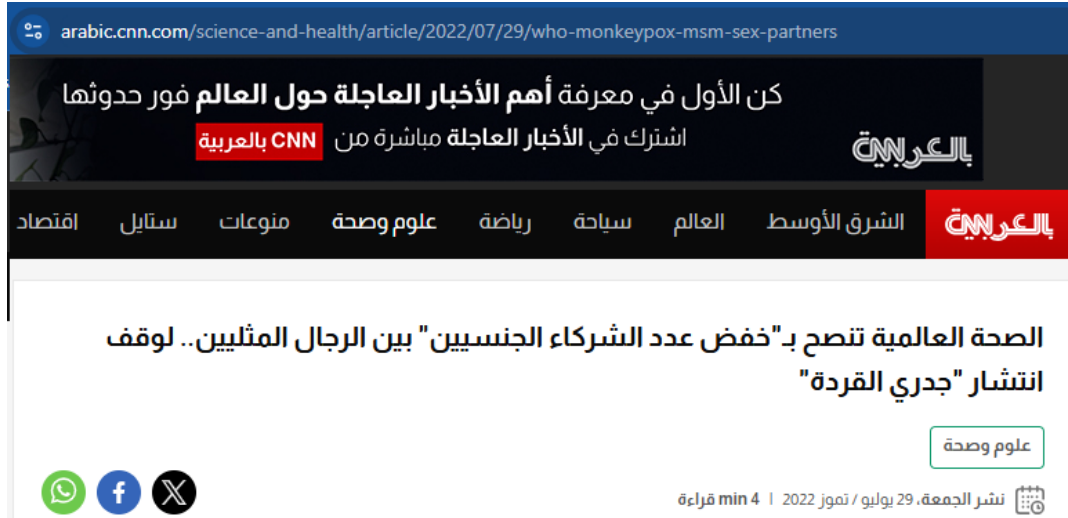 arabic.cnn.com/science-and-health/article/2022/07/29/who-monkeypox-msm-sex-partners
كن الأول في معرفة أهم الأخبار العاجلة حول العالم فور حدوثها
اشترك في الأخبار العاجلة مباشرة من CNN بالعربية
CNN بالعربية
CNN بالعربية الشرق الأوسط العالم سياحة رياضة علوم وصحة منوعات ستايل اقتصاد
الصحة العالمية تنصح بـ"خفض عدد الشركاء الجنسيين" بين الرجال المثليين.. لوقف
انتشار "جدري القردة"
علوم وصحة
نشر الجمعة، 29 يوليو / تموز 2022 | 4 min قراءة